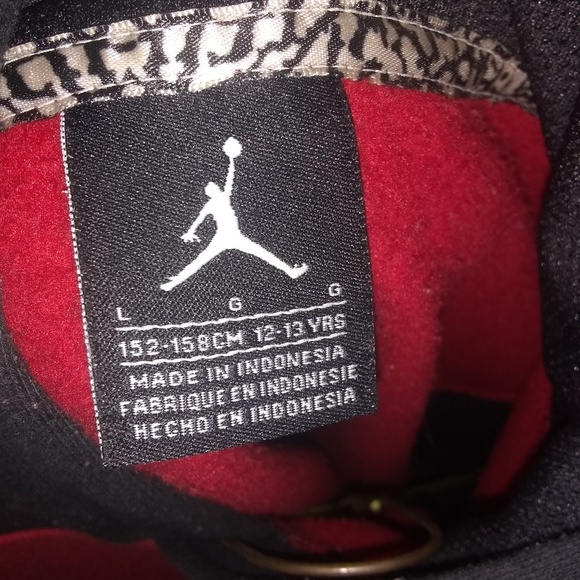 L G G
152-158CM 12-13 YRS
MADE IN INDONESIA
FABRIQUE EN INDONESIE
HECHO EN INDONESIA